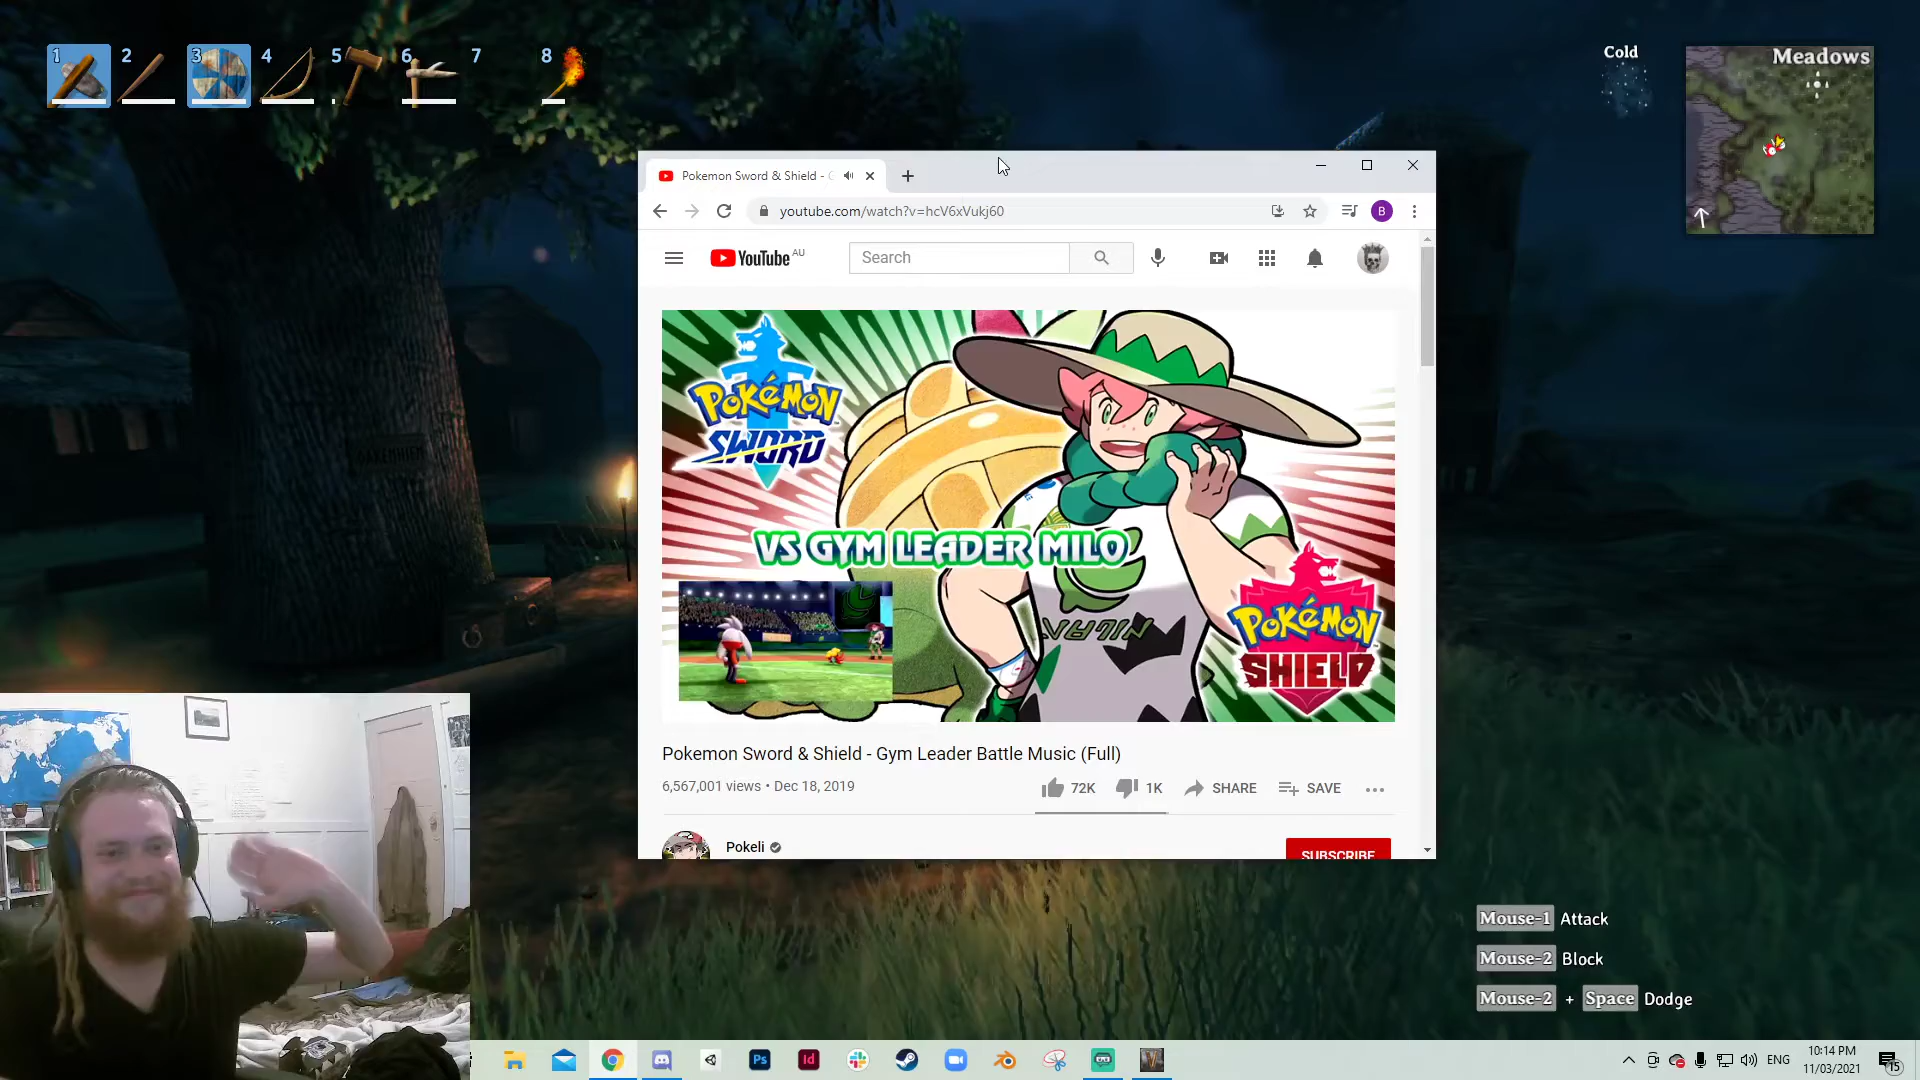 1 2 3 4 5 6 7 8
Cold
Meadows
Pokemon Sword & Shield - G
youtube.com/watch?v=hcV6xVukj60
B
YouTube AU
Search
POKéMON
SWORD
VS GYM LEADER MILO
POKéMON
SHIELD
Pokemon Sword & Shield - Gym Leader Battle Music (Full)
6,567,001 views • Dec 18, 2019
72K
1K
SHARE
SAVE
Pokeli
SUBSCRIBE
Mouse-1 Attack
Mouse-2 Block
Mouse-2 + Space Dodge
Ps
Id
ENG
10:14 PM
11/03/2021
15